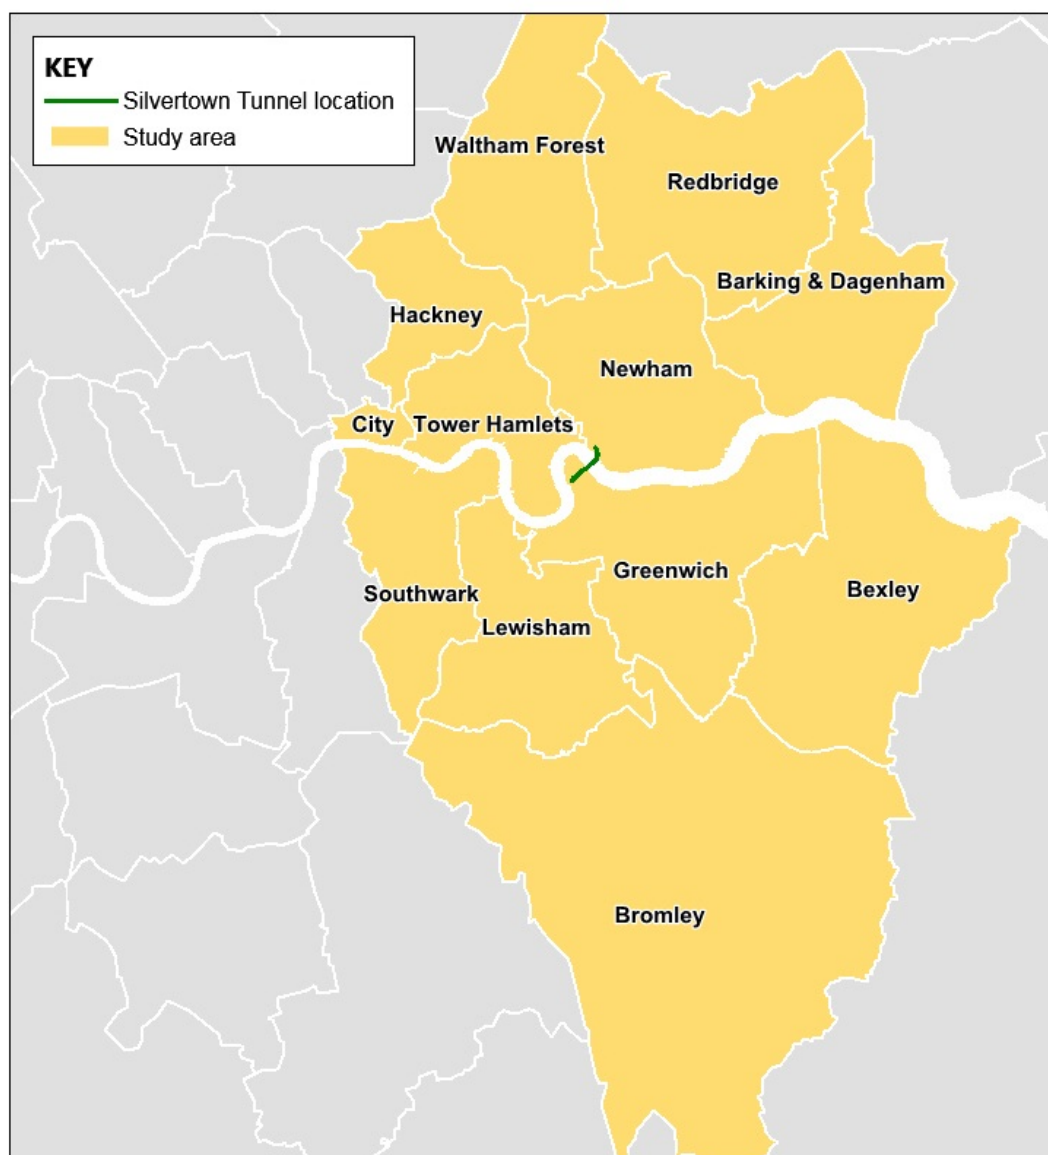 KEY
Silvertown Tunnel location
Study area
Waltham Forest
Redbridge
Barking & Dagenham
Hackney
Newham
City
Tower Hamlets
Greenwich
Bexley
Southwark
Lewisham
Bromley